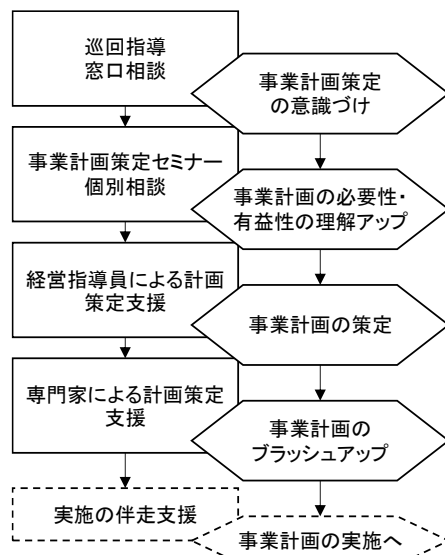 巡回指導
窓口相談
事業計画策定
の意識づけ
事業計画策定セミナー
個別相談
事業計画の必要性・
有益性の理解アップ
経営指導員による計画
策定支援
事業計画の策定
専門家による計画策定
支援
事業計画の
ブラッシュアップ
実施の伴走支援
事業計画の実施へ